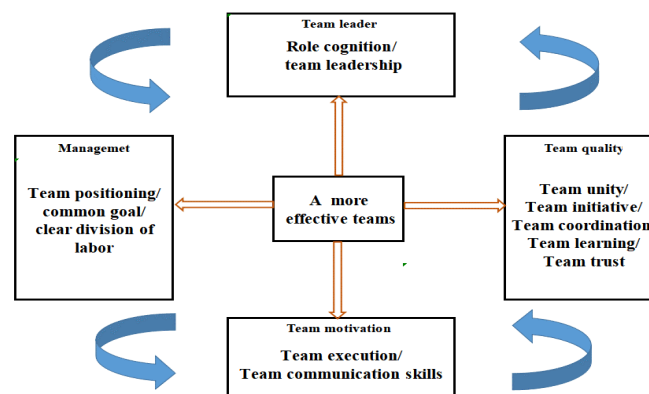 Team leader
Role cognition/
team leadership
Managemet
Team positioning/
common goal/
clear division of
labor
A more
effective teams
Team quality
Team unity/
Team initiative/
Team coordination
Team learning/
Team trust
Team motivation
Team execution/
Team communication skills